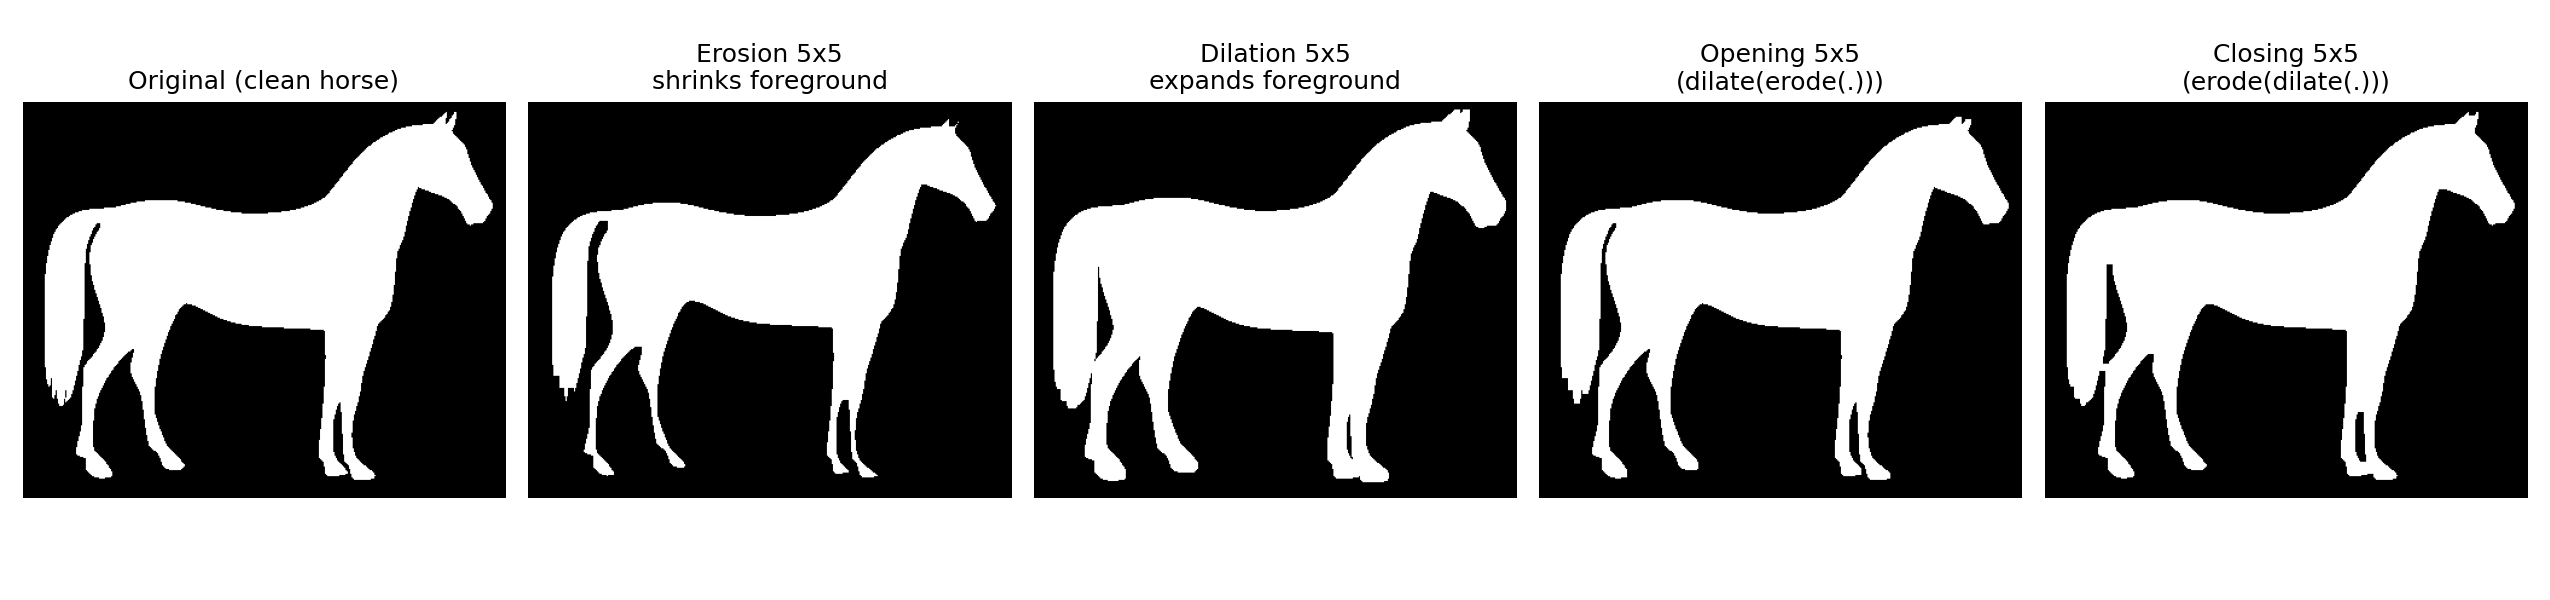 Original (clean horse)
Erosion 5x5
shrinks foreground
Dilation 5x5
expands foreground
Opening 5x5
(dilate(erode(.)))
Closing 5x5
(erode(dilate(.)))